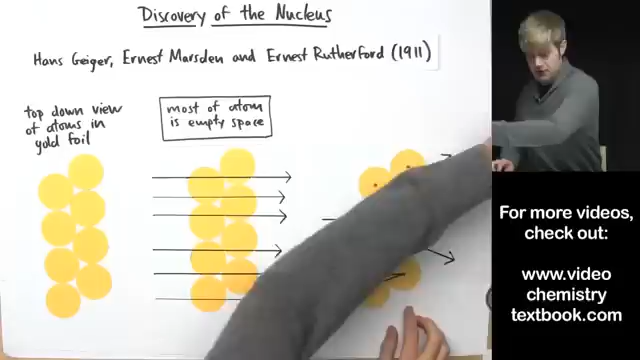 Discovery of the Nucleus
Hans Geiger, Ernest Marsden and Ernest Rutherford (1911)
top down view
of atoms in
gold foil
most of atom
is empty space
For more videos,
check out:
www.video
chemistry
textbook.com